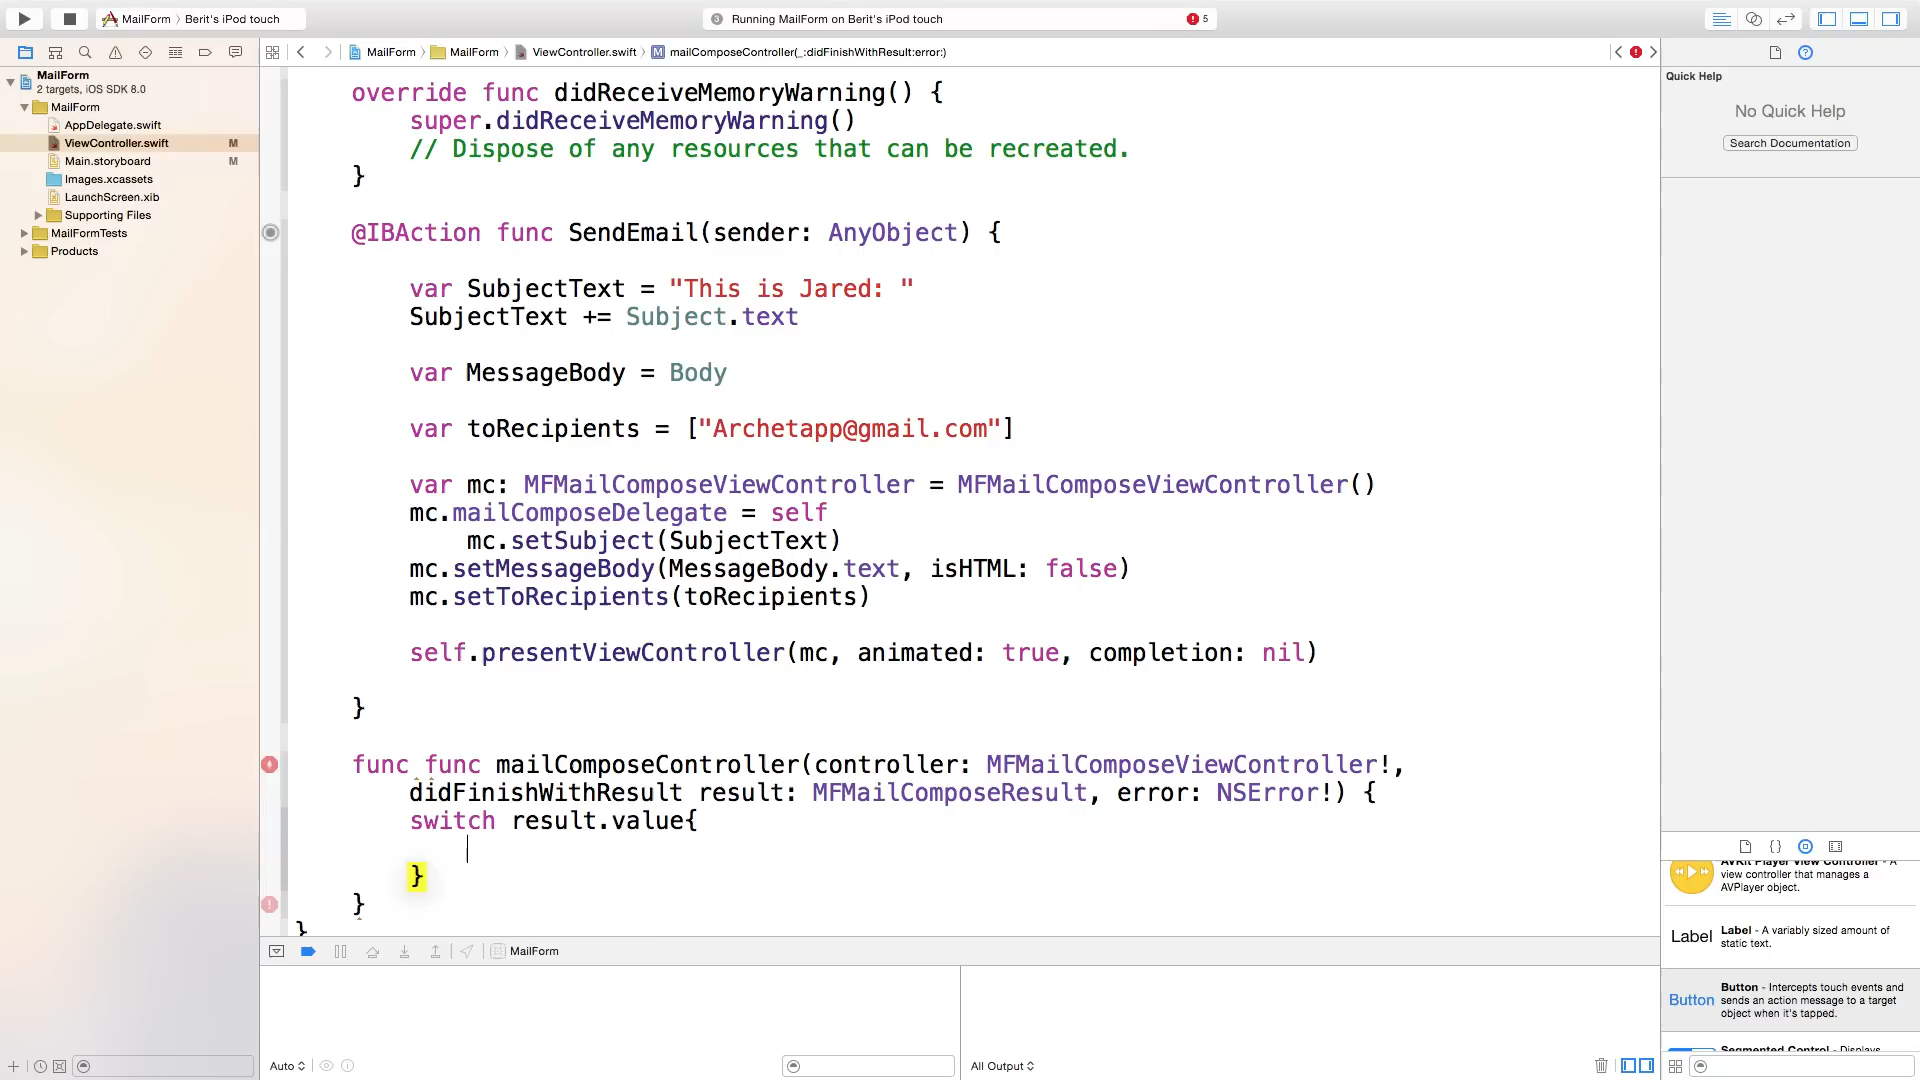 MailForm › Berit's iPod touch
3 Running MailForm on Berit's iPod touch
5
MailForm › MailForm › ViewController.swift › M mailComposeController(_:didFinishWithResult:error:)
MailForm
2 targets, iOS SDK 8.0
MailForm
AppDelegate.swift
ViewController.swift M
Main.storyboard M
Images.xcassets
LaunchScreen.xib
Supporting Files
MailFormTests
Products
override func didReceiveMemoryWarning() {
super.didReceiveMemoryWarning()
// Dispose of any resources that can be recreated.
}
@IBAction func SendEmail(sender: AnyObject) {
var SubjectText = "This is Jared: "
SubjectText += Subject.text
var MessageBody = Body
var toRecipients = ["Archetapp@gmail.com"]
var mc: MFMailComposeViewController = MFMailComposeViewController()
mc.mailComposeDelegate = self
mc.setSubject(SubjectText)
mc.setMessageBody(MessageBody.text, isHTML: false)
mc.setToRecipients(toRecipients)
self.presentViewController(mc, animated: true, completion: nil)
}
func func mailComposeController(controller: MFMailComposeViewController!,
didFinishWithResult result: MFMailComposeResult, error: NSError!) {
switch result.value{
}
}
}
MailForm
Auto
All Output
Quick Help
No Quick Help
Search Documentation
AVKit Player View Controller - A
view controller that manages a
AVPlayer object.
Label
Label - A variably sized amount of
static text.
Button
Button - Intercepts touch events and
sends an action message to a target
object when it's tapped.
Segmented Control - Displays